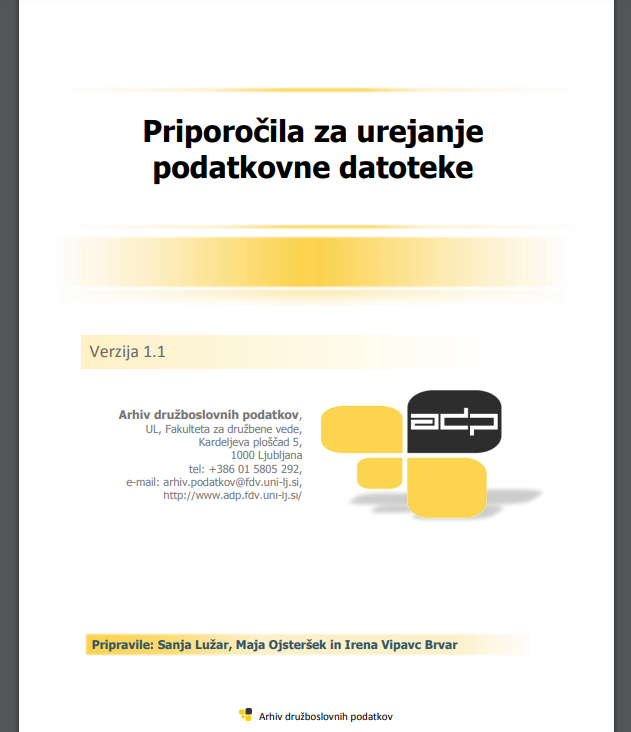 Priporočila za urejanje
podatkovne datoteke
Verzija 1.1
Arhiv družboslovnih podatkov,
UL, Fakulteta za družbene vede,
Kardeljeva ploščad 5,
1000 Ljubljana
tel: +386 01 5805 292,
e-mail: arhiv.podatkov@fdv.uni-lj.si,
http://www.adp.fdv.uni-lj.si/
adp
Pripravile: Sanja Lužar, Maja Ojsteršek in Irena Vipavc Brvar
Arhiv družboslovnih podatkov